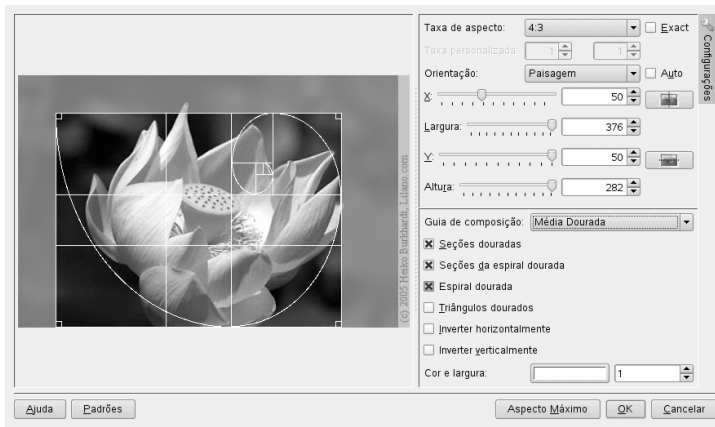 Taxa de aspecto: 4:3 Exact
Taxa personalizada: 1 1
Orientação: Paisagem Auto
X: 50
Largura: 376
Y: 50
Altura: 282
Configurações
Guia de composição: Média Dourada
Seções douradas
Seções da espiral dourada
Espiral dourada
Triângulos dourados
Inverter horizontalmente
Inverter verticalmente
Cor e largura: 1
(c) 2005 Heiko Burkhardt, Lilano.com
Ajuda Padrões Aspecto Máximo OK Cancelar